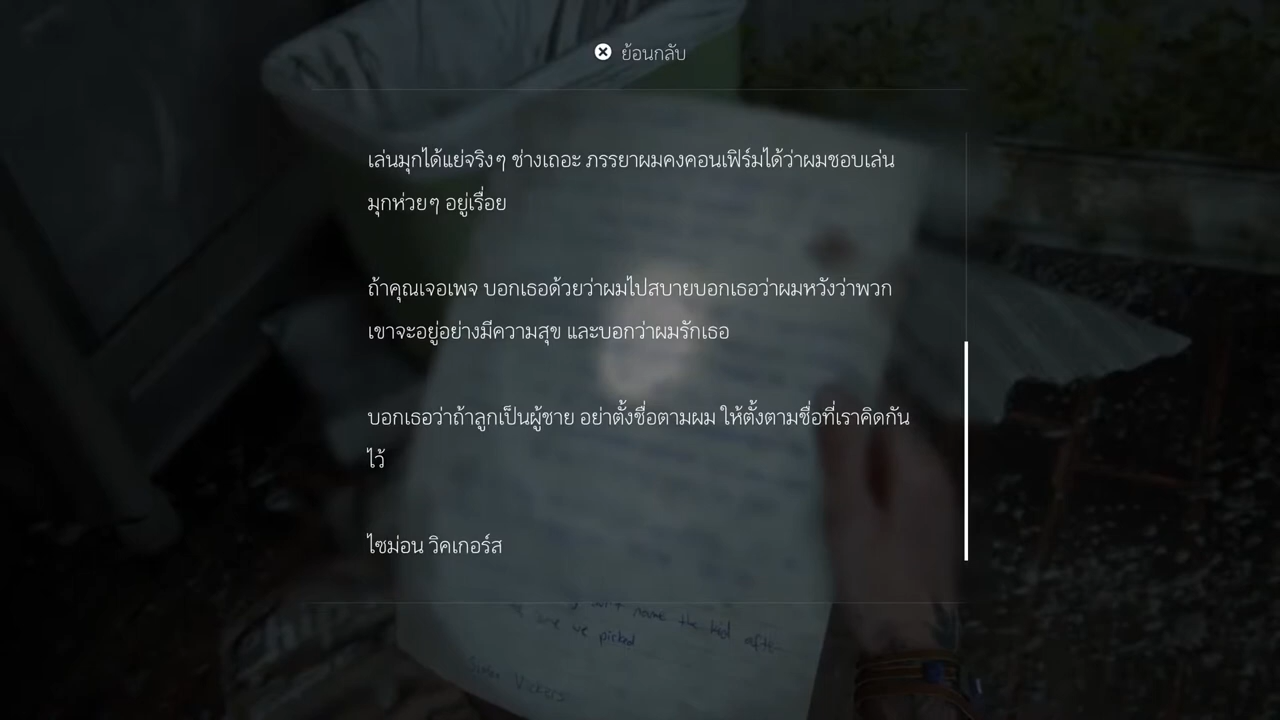 ย้อนกลับ
เล่นมุกได้แย่จริงๆ ช่างเถอะ ภรรยาผมคงคอนเฟิร์มได้ว่าผมชอบเล่น
มุกห่วยๆ อยู่เรื่อย
ถ้าคุณเจอเพจ บอกเธอด้วยว่าผมไปสบายบอกเธอว่าผมหวังว่าพวก
เขาจะอยู่อย่างมีความสุข และบอกว่าผมรักเธอ
บอกเธอว่าถ้าลูกเป็นผู้ชาย อย่าตั้งชื่อตามผม ให้ตั้งตามชื่อที่เราคิดกัน
ไว้
ไซม่อน วิคเกอร์ส
name the kid after
one we picked
Vickers